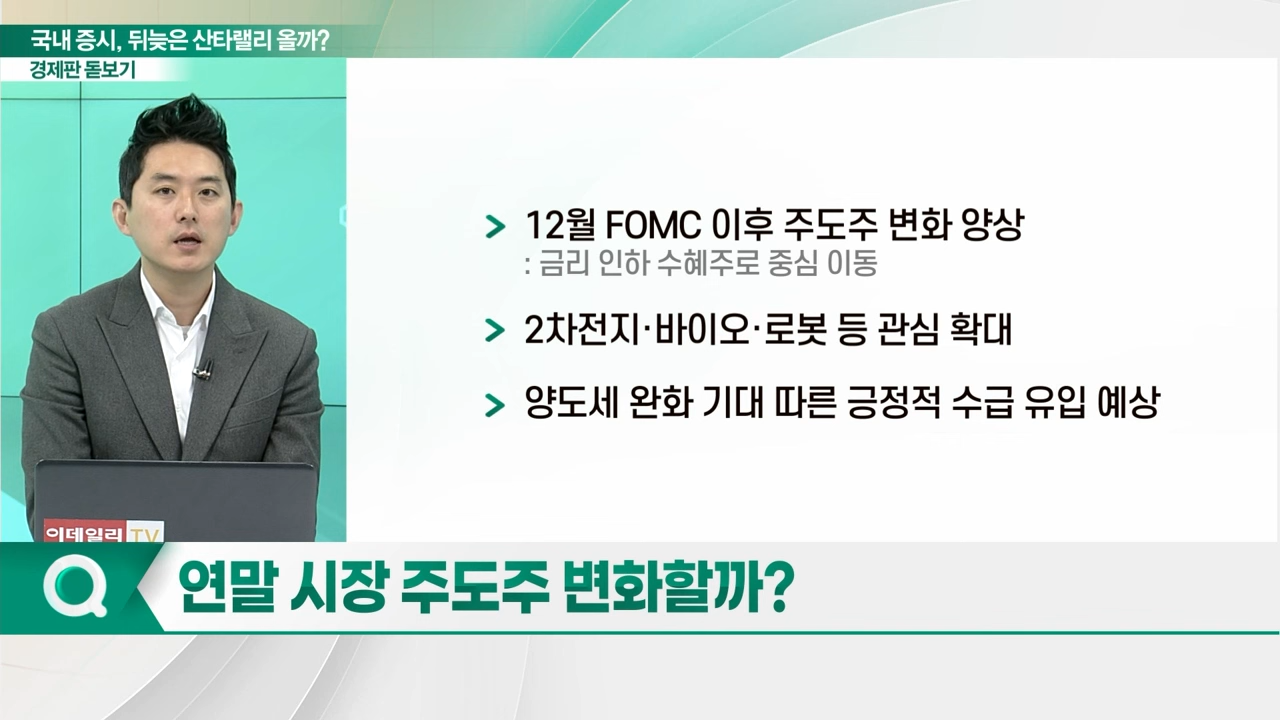 국내 증시, 뒤늦은 산타랠리 올까?
경제판 돋보기
> 12월 FOMC 이후 주도주 변화 양상
: 금리 인하 수혜주로 중심 이동
> 2차전지·바이오·로봇 등 관심 확대
> 양도세 완화 기대 따른 긍정적 수급 유입 예상
이데일리 TV
Q 연말 시장 주도주 변화할까?